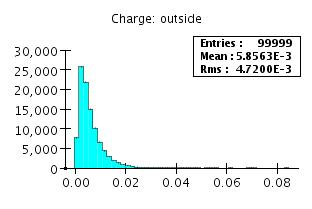 Charge: outside
Entries : 99999
Mean : 5.8563E-3
Rms : 4.7200E-3
30,000
25,000
20,000
15,000
10,000
5,000
0
0.00 0.02 0.04 0.06 0.08